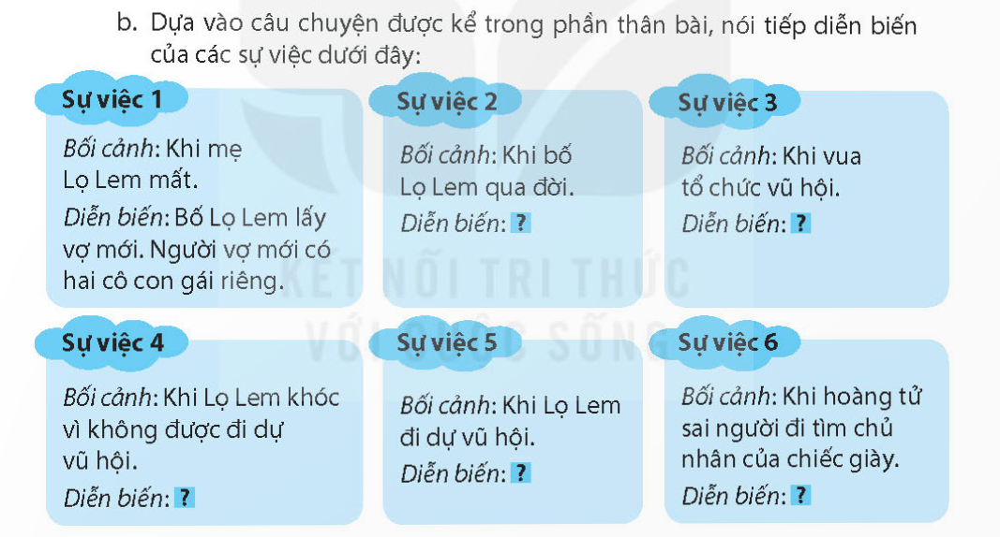 b. Dựa vào câu chuyện được kể trong phần thân bài, nói tiếp diễn biến
của các sự việc dưới đây:
Sự việc 1
Bối cảnh: Khi mẹ
Lọ Lem mất.
Diễn biến: Bố Lọ Lem lấy
vợ mới. Người vợ mới có
hai cô con gái riêng.
Sự việc 2
Bối cảnh: Khi bố
Lọ Lem qua đời.
Diễn biến: ?
Sự việc 3
Bối cảnh: Khi vua
tổ chức vũ hội.
Diễn biến: ?
KẾT NỐI TRI THỨC
VỚI CUỘC SỐNG
Sự việc 4
Bối cảnh: Khi Lọ Lem khóc
vì không được đi dự
vũ hội.
Diễn biến: ?
Sự việc 5
Bối cảnh: Khi Lọ Lem
đi dự vũ hội.
Diễn biến: ?
Sự việc 6
Bối cảnh: Khi hoàng tử
sai người đi tìm chủ
nhân của chiếc giày.
Diễn biến: ?